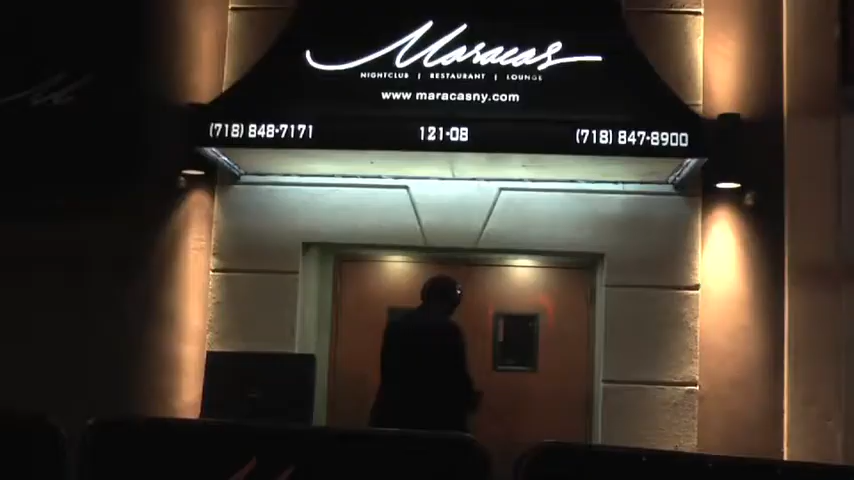 Maracas
NIGHTCLUB | RESTAURANT | LOUNGE
www.maracasny.com
(718) 848-7171 121-08 (718) 847-8900